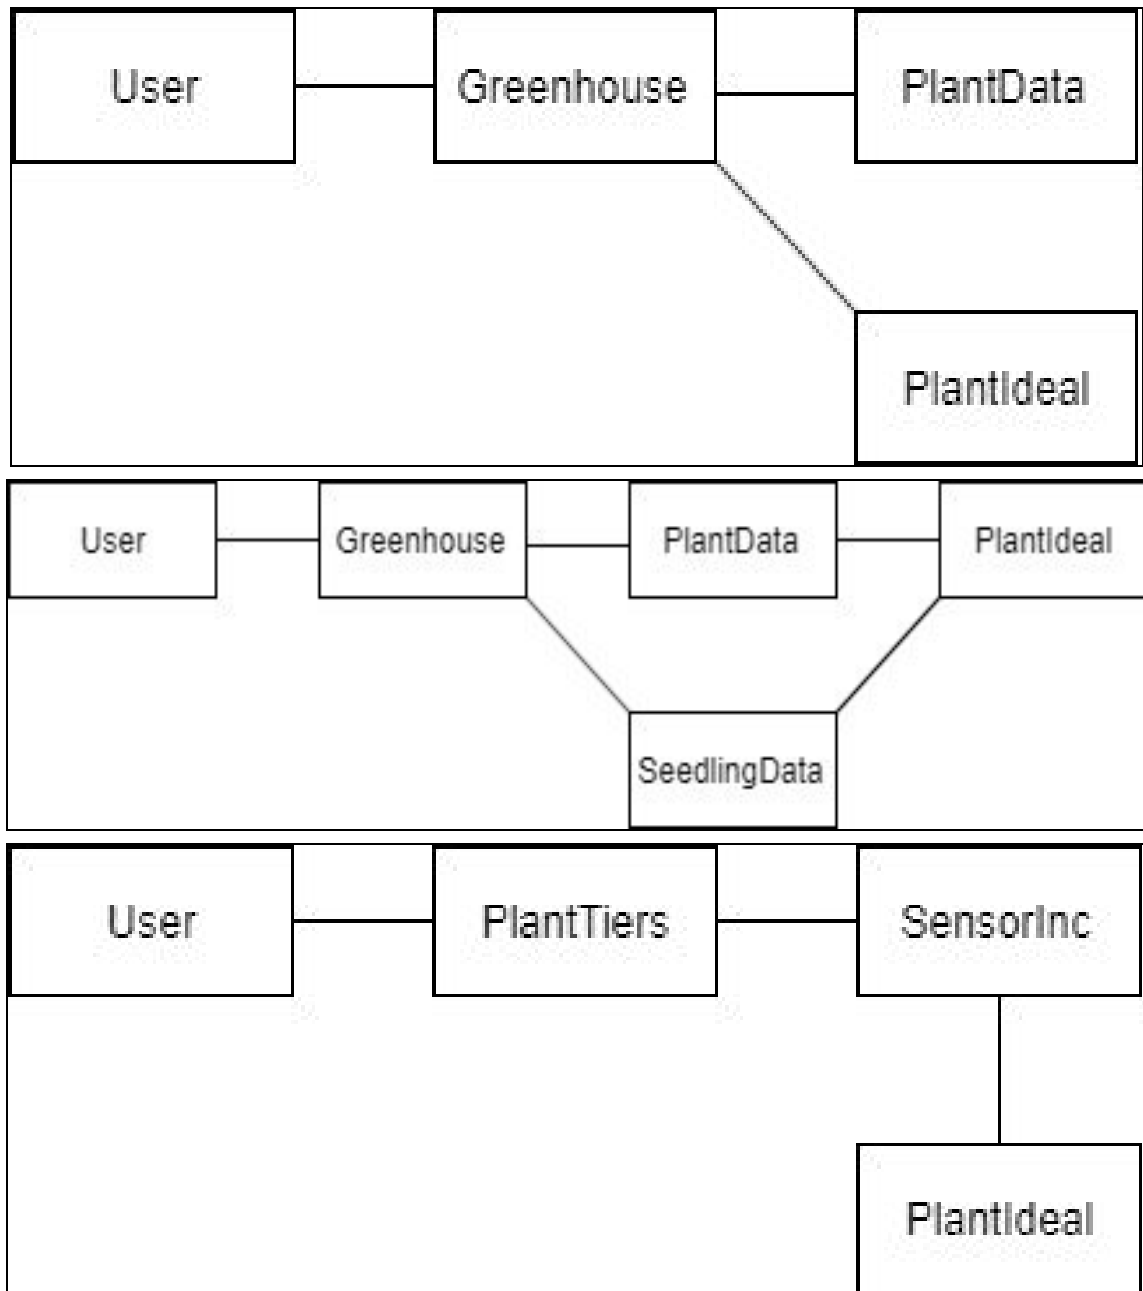 User
Greenhouse
PlantData
PlantIdeal
User
Greenhouse
PlantData
PlantIdeal
SeedlingData
User
PlantTiers
SensorInc
PlantIdeal